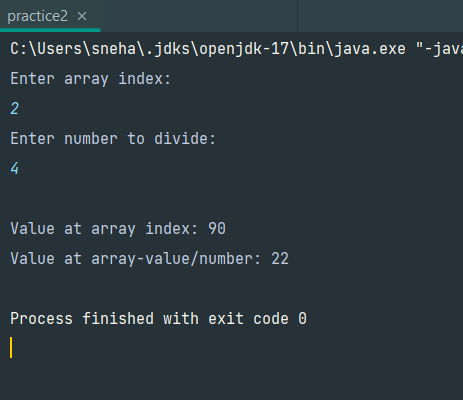 practice2 ×
C:\Users\sneha\.jdks\openjdk-17\bin\java.exe "-java
Enter array index:
2
Enter number to divide:
4
Value at array index: 90
Value at array-value/number: 22
Process finished with exit code 0